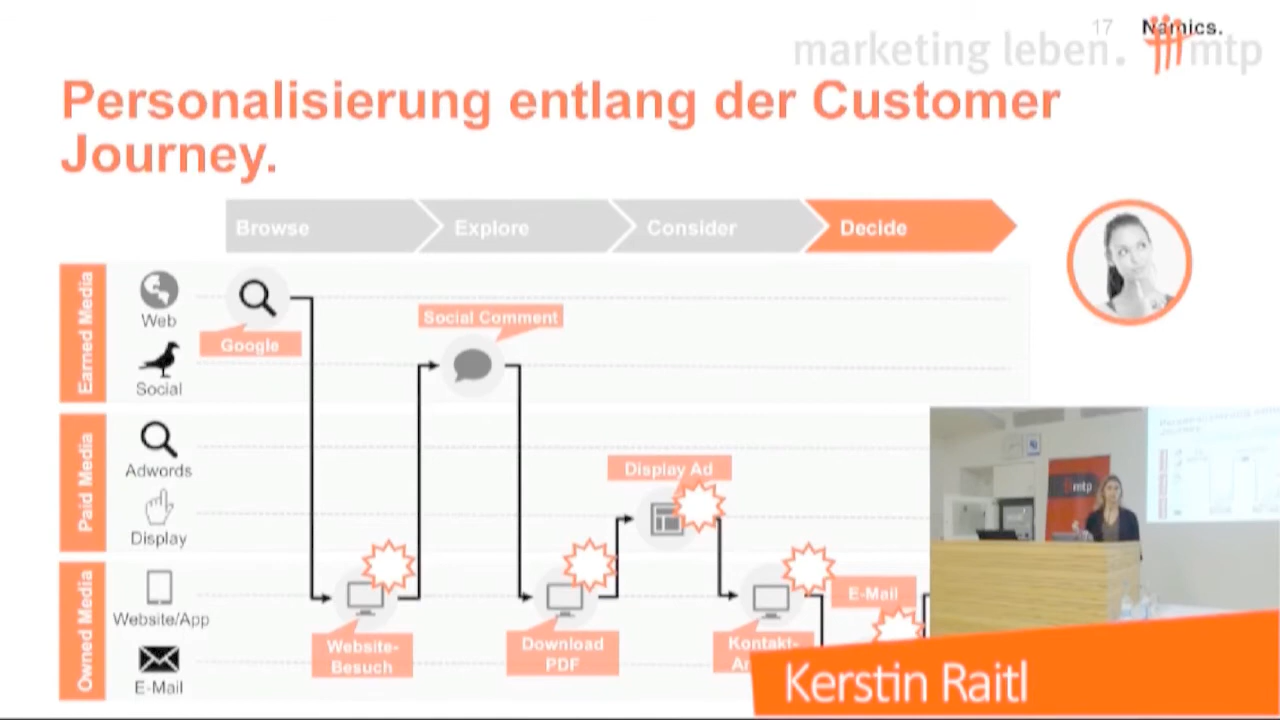 17 Namics.
marketing leben. mtp
Personalisierung entlang der Customer
Journey.
Browse Explore Consider Decide
Earned Media
Web
Google
Social Comment
Social
Paid Media
Adwords
Display Ad
Display
Owned Media
Website/App
E-Mail
Website-
Besuch
Download
PDF
Kontakt-
E-Mail
mtp
Kerstin Raitl